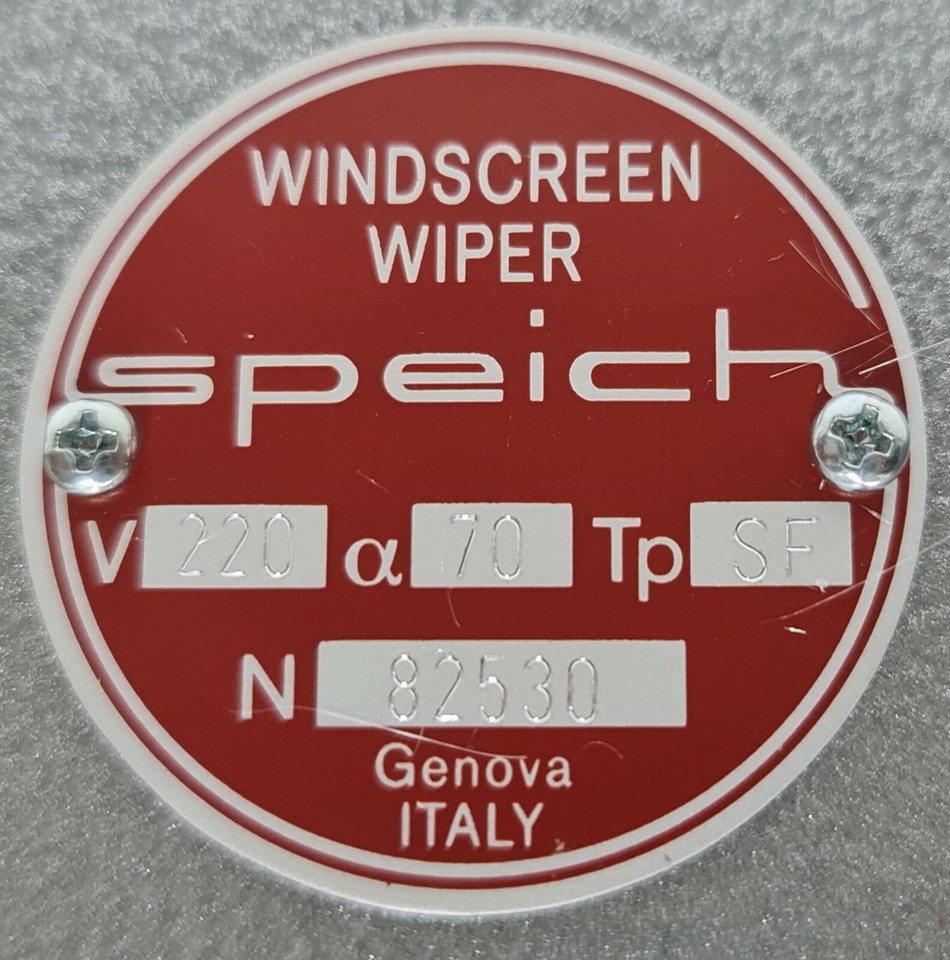 WINDSCREEN
WIPER
speich
V 220 α 70 Tp SF
N 82530
Genova
ITALY